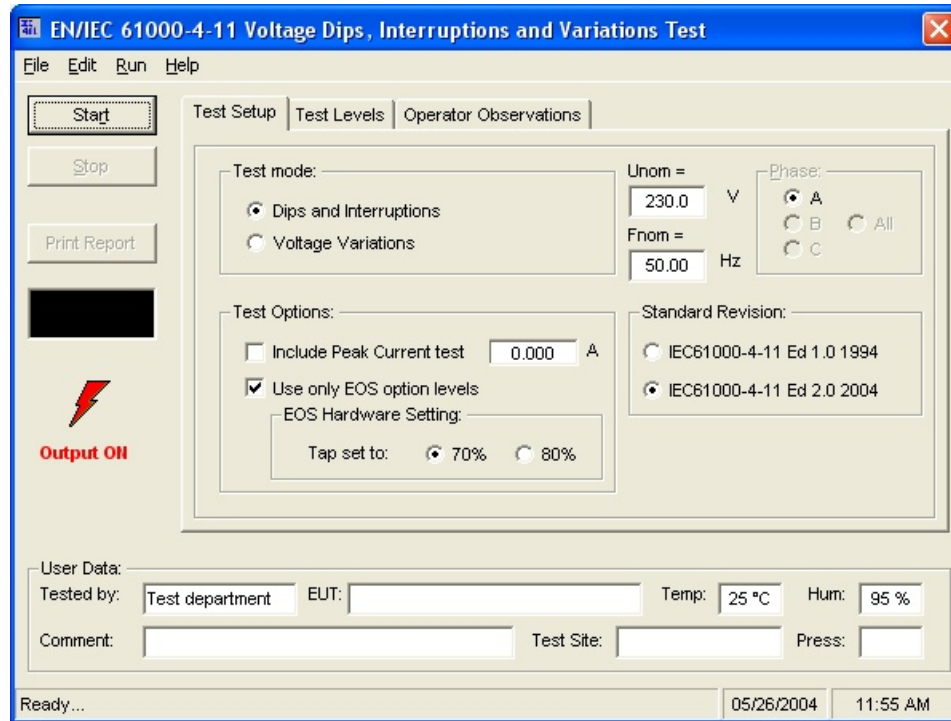 EN/IEC 61000-4-11 Voltage Dips, Interruptions and Variations Test
File Edit Run Help
Start
Stop
Print Report
Output ON
Test Setup Test Levels Operator Observations
Test mode:
Dips and Interruptions
Voltage Variations
Unom =
230.0 V
Fnom =
50.00 Hz
Phase:
A
B All
C
Test Options:
Include Peak Current test 0.000 A
Use only EOS option levels
EOS Hardware Setting:
Tap set to: 70% 80%
Standard Revision:
IEC61000-4-11 Ed 1.0 1994
IEC61000-4-11 Ed 2.0 2004
User Data:
Tested by: Test department EUT: Temp: 25 °C Hum: 95 %
Comment: Test Site: Press:
Ready... 05/26/2004 11:55 AM